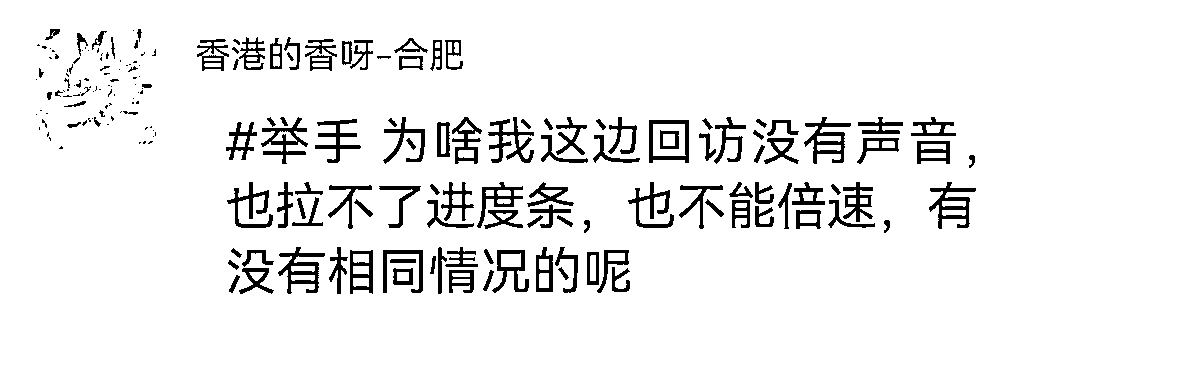 香港的香呀-合肥
#举手 为啥我这边回访没有声音，
也拉不了进度条，也不能倍速，有
没有相同情况的呢